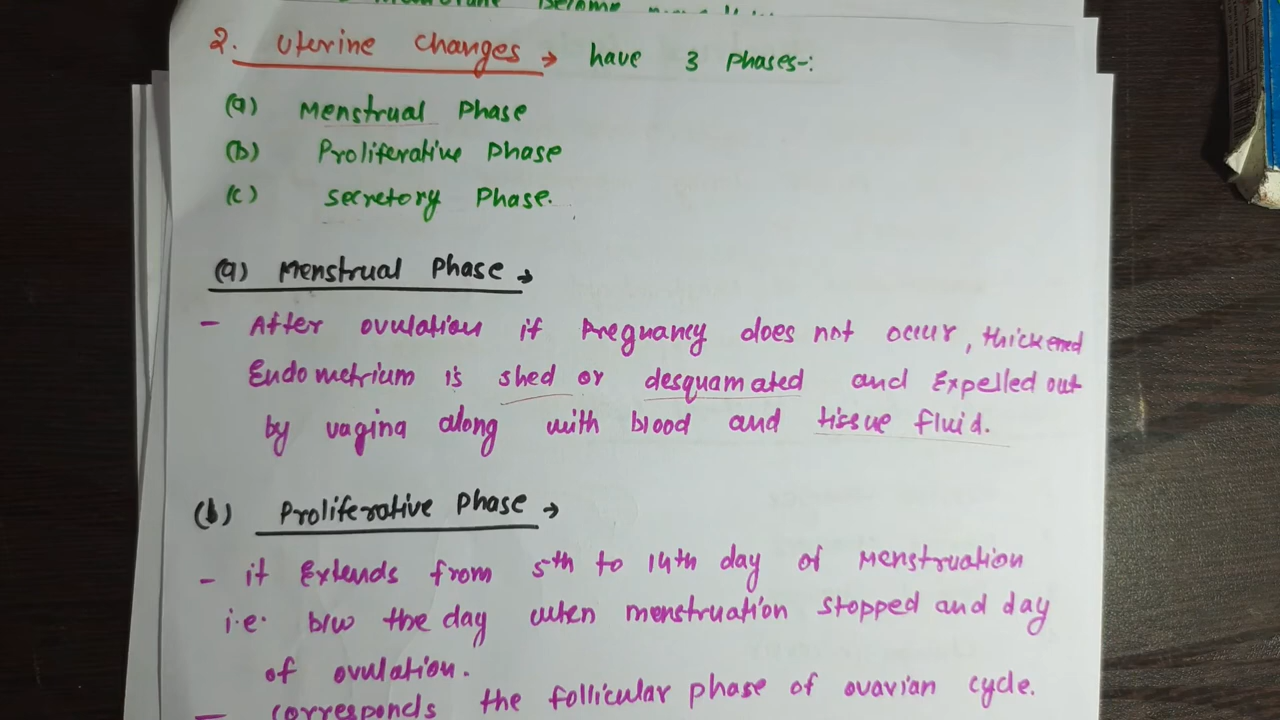 2. Uterine Changes → have 3 Phases-:
(a) Menstrual Phase
(b) Proliferative Phase
(c) Secretory Phase.
(a) Menstrual Phase →
- After ovulation if Pregnancy does not occur, thickened
Endometrium is shed or desquamated and Expelled out
by vagina along with blood and tissue fluid.
(b) Proliferative Phase →
- it Extends from 5th to 14th day of Menstruation
i.e. b/w the day when menstruation stopped and day
of ovulation.
- corresponds the follicular phase of ovarian cycle.